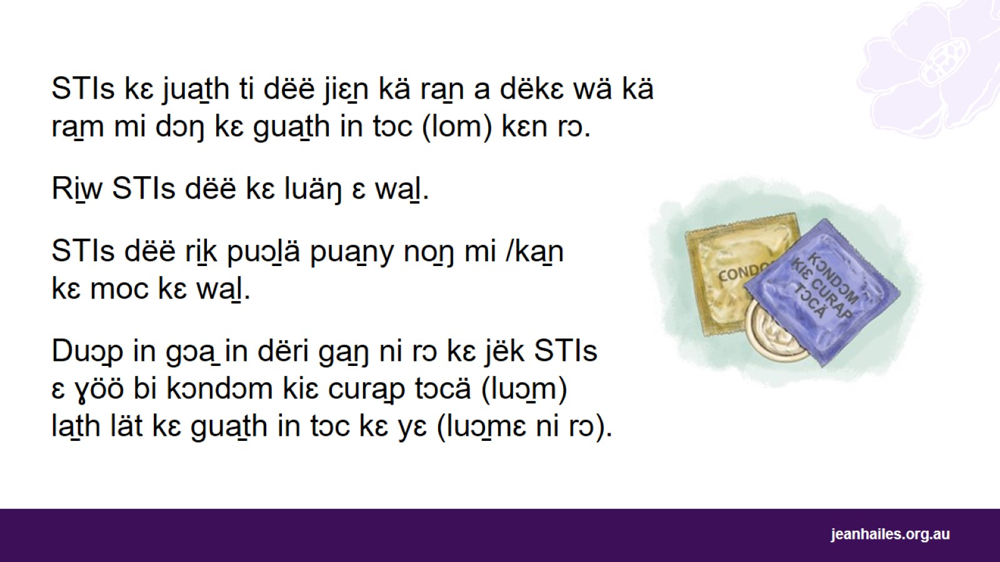 STIs kɛ jua̱th ti dëë jiɛ̱n kä ra̱n a dëkɛ wä kä
ra̱m mi dɔŋ kɛ gua̱th in tɔc (lom) kɛn rɔ.
Ri̱w STIs dëë kɛ luäŋ ɛ wa̱l.
STIs dëë ri̱k puɔ̱lä pua̱ny no̱ŋ mi /ka̱n
kɛ moc kɛ wa̱l.
Duɔ̱p in gɔa̱ in dëri ga̱ŋ ni rɔ kɛ jëk STIs
ɛ ɣöö bi kɔndɔm kiɛ cura̱p tɔcä (luɔ̱m)
la̱th lät kɛ gua̱th in tɔc kɛ yɛ (luɔ̱mɛ ni rɔ).
KƆNDƆM
KIƐ CURA̱P
TƆCÄ
jeanhailes.org.au